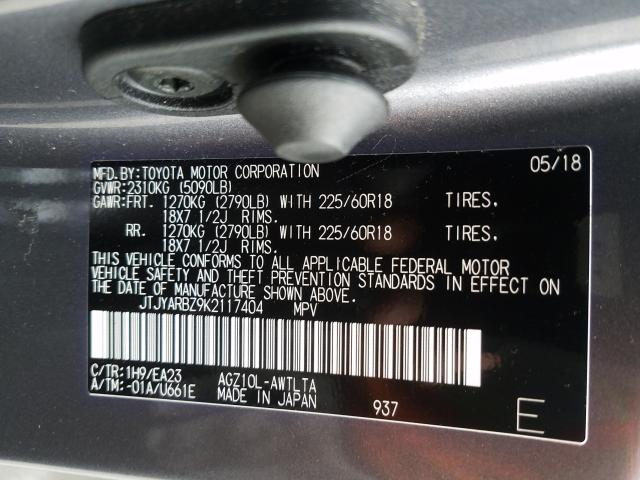 MFD.BY:TOYOTA MOTOR CORPORATION 05/18
GVWR:2310KG (5090LB)
GAWR:FRT. 1270KG (2790LB) WITH 225/60R18 TIRES.
18X7 1/2J RIMS.
RR. 1270KG (2790LB) WITH 225/60R18 TIRES.
18X7 1/2J RIMS.
THIS VEHICLE CONFORMS TO ALL APPLICABLE FEDERAL MOTOR
VEHICLE SAFETY AND THEFT PREVENTION STANDARDS IN EFFECT ON
THE DATE OF MANUFACTURE SHOWN ABOVE.
JTJYARBZ9K2117404 MPV
C/TR:1H9/EA23 AGZ10L-AWTLTA
A/TM:-01A/U661E MADE IN JAPAN 937 E